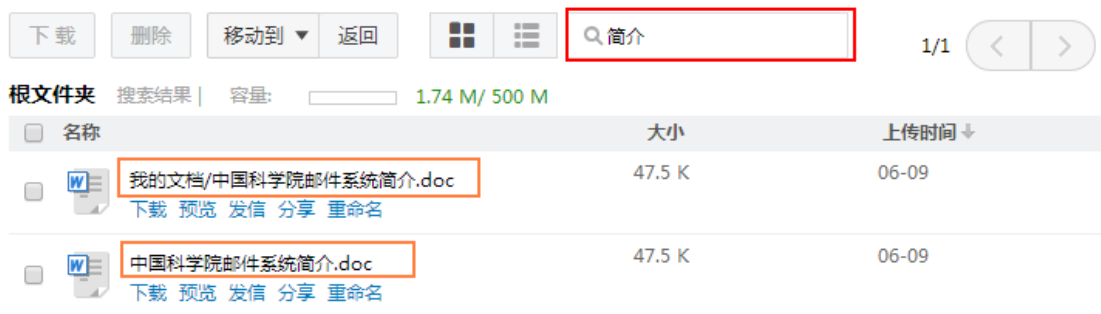 下 载 删除 移动到 返回 简介 1/1
根文件夹 搜索结果 | 容量: 1.74 M/ 500 M
名称 大小 上传时间
我的文档/中国科学院邮件系统简介.doc 47.5 K 06-09
下载 预览 发信 分享 重命名
中国科学院邮件系统简介.doc 47.5 K 06-09
下载 预览 发信 分享 重命名